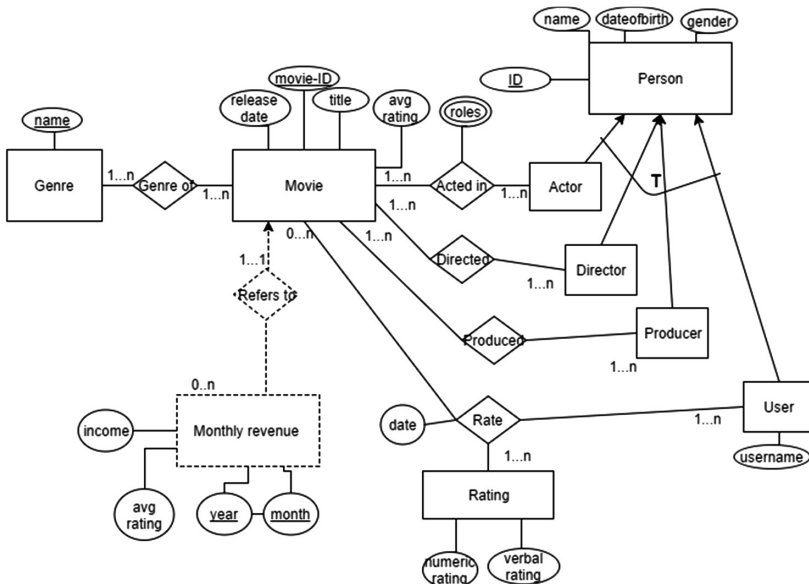 name
dateofbirth
gender
ID
Person
movie-ID
release
date
title
avg
rating
roles
name
Genre
1...n
Genre of
1...n
Movie
1...n
Acted in
1...n
Actor
T
1...n
0...n
1...n
Directed
1...n
Director
1...1
Refers to
Produced
1...n
Producer
0..n
income
Monthly revenue
avg
rating
year
month
date
Rate
1...n
User
1...n
username
Rating
numeric
rating
verbal
rating